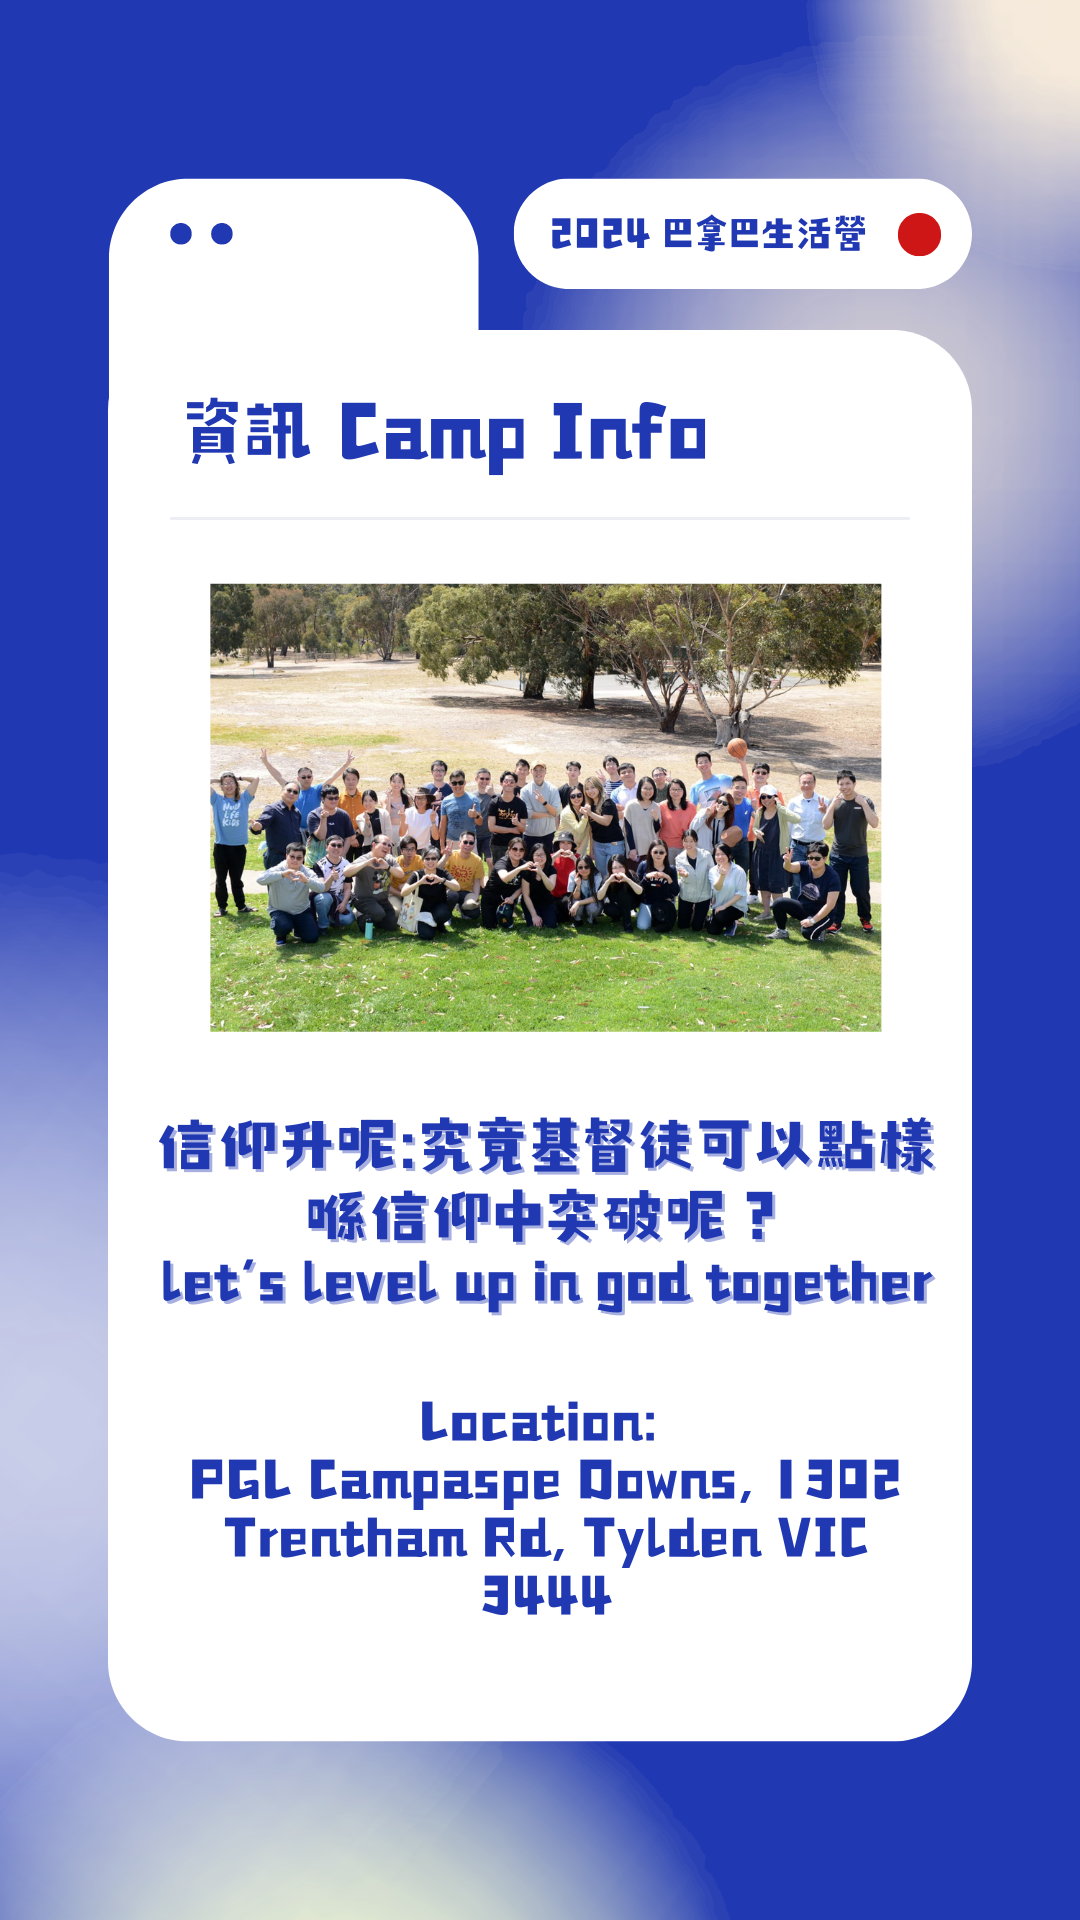 2024 巴拿巴生活營
資訊 Camp Info
信仰升呢:究竟基督徒可以點樣
喺信仰中突破呢？
let's level up in god together
Location:
PGL Campaspe Downs, 1302
Trentham Rd, Tylden VIC
3444